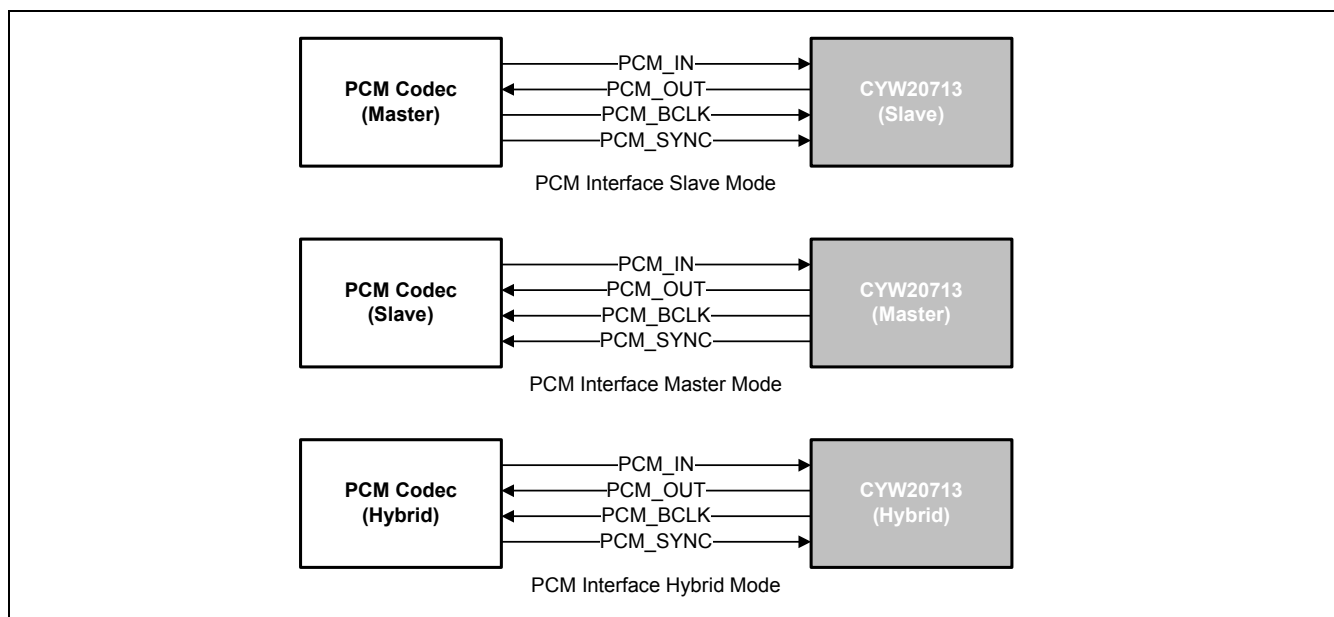 PCM Codec
(Master)
PCM_IN
PCM_OUT
PCM_BCLK
PCM_SYNC
CYW20713
(Slave)
PCM Interface Slave Mode
PCM Codec
(Slave)
PCM_IN
PCM_OUT
PCM_BCLK
PCM_SYNC
CYW20713
(Master)
PCM Interface Master Mode
PCM Codec
(Hybrid)
PCM_IN
PCM_OUT
PCM_BCLK
PCM_SYNC
CYW20713
(Hybrid)
PCM Interface Hybrid Mode